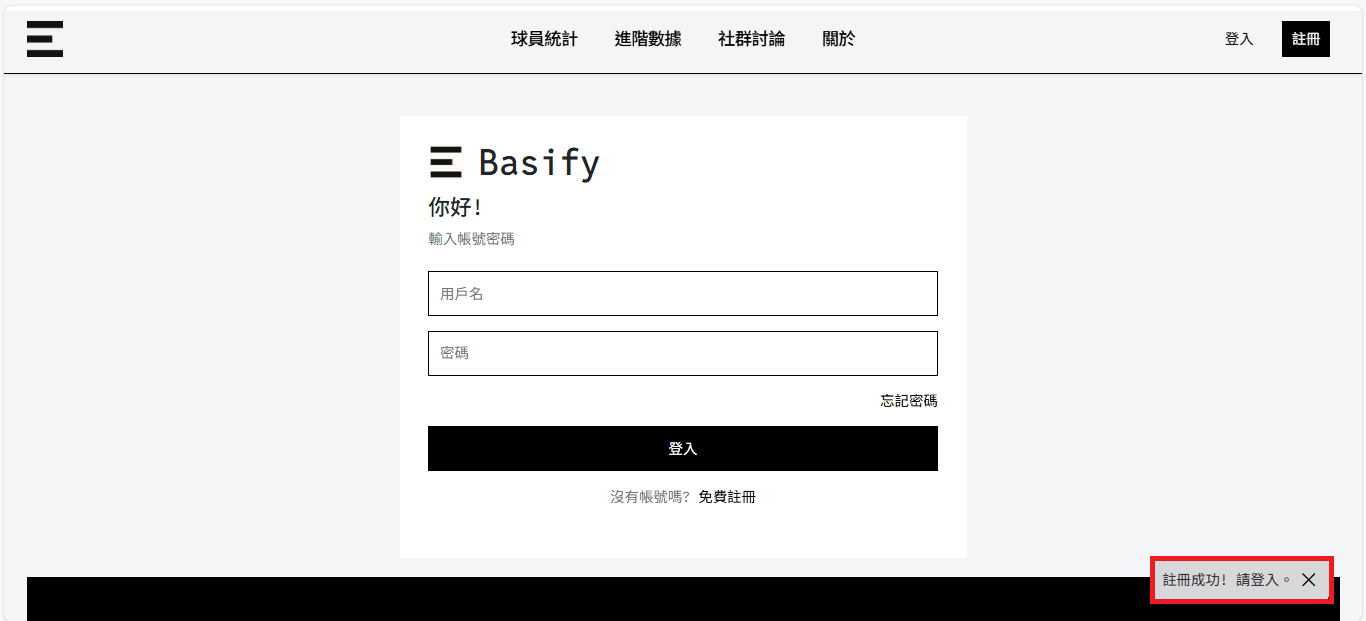 球員統計 進階數據 社群討論 關於 登入 註冊
Basify
你好!
輸入帳號密碼
用戶名
密碼
忘記密碼
登入
沒有帳號嗎? 免費註冊
註冊成功! 請登入。